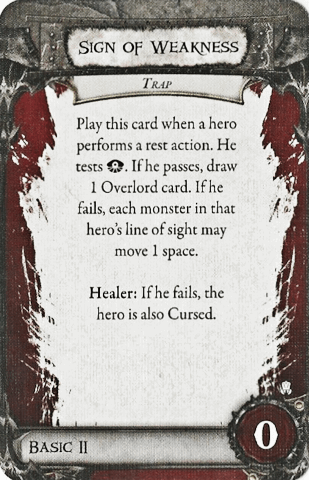 SIGN OF WEAKNESS
TRAP
Play this card when a hero
performs a rest action. He
tests . If he passes, draw
1 Overlord card. If he
fails, each monster in that
hero's line of sight may
move 1 space.
Healer: If he fails, the
hero is also Cursed.
BASIC II
0